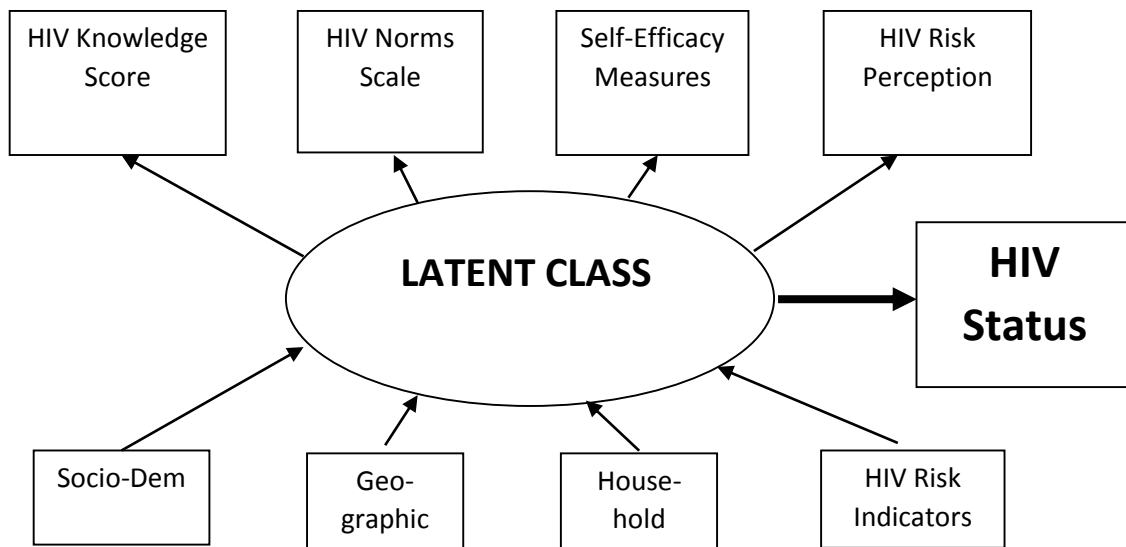 HIV Knowledge
Score
HIV Norms
Scale
Self-Efficacy
Measures
HIV Risk
Perception
LATENT CLASS
HIV
Status
Socio-Dem
Geo-
graphic
House-
hold
HIV Risk
Indicators